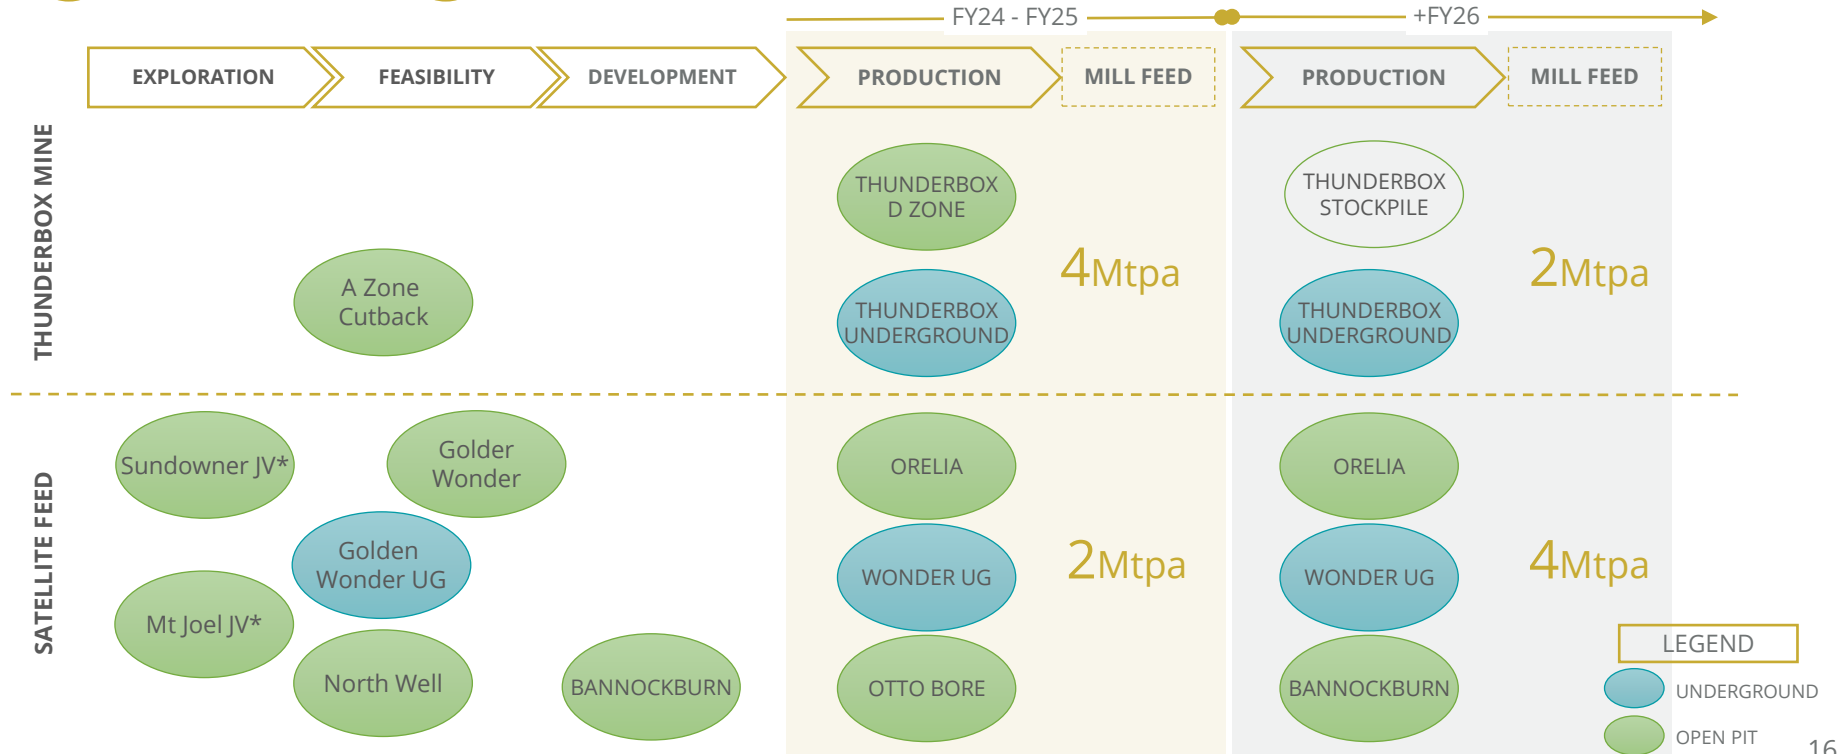 FY24 - FY25
+FY26
EXPLORATION
FEASIBILITY
DEVELOPMENT
PRODUCTION
MILL FEED
PRODUCTION
MILL FEED
THUNDERBOX MINE
A Zone
Cutback
THUNDERBOX
D ZONE
THUNDERBOX
UNDERGROUND
4Mtpa
THUNDERBOX
STOCKPILE
THUNDERBOX
UNDERGROUND
2Mtpa
SATELLITE FEED
Sundowner JV*
Golder
Wonder
Golden
Wonder UG
Mt Joel JV*
North Well
BANNOCKBURN
ORELIA
WONDER UG
OTTO BORE
2Mtpa
ORELIA
WONDER UG
BANNOCKBURN
4Mtpa
LEGEND
UNDERGROUND
OPEN PIT
16